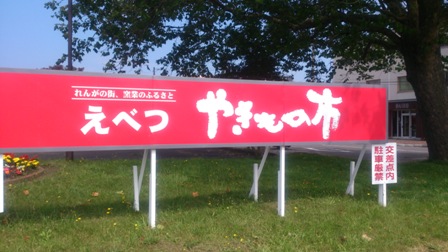 れんがの街、窯業のふるさと
えべつ やきもの市
交差点内
駐車厳禁